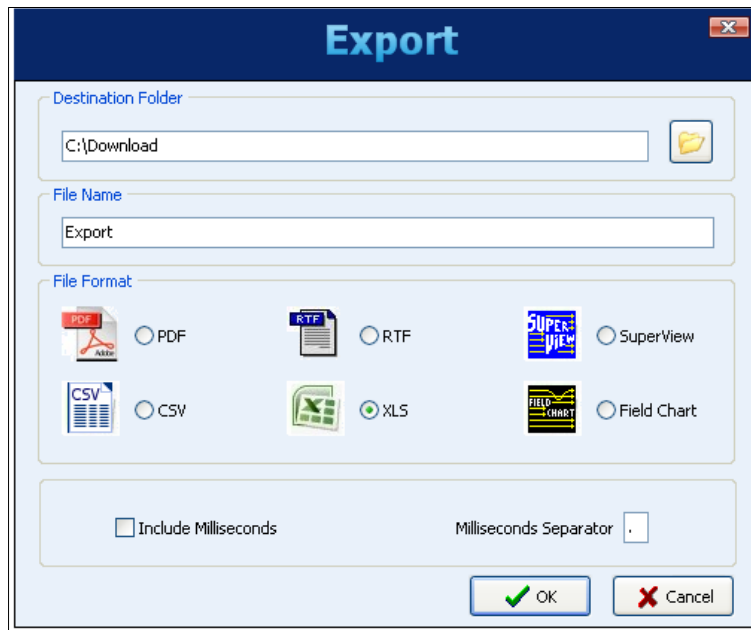 Export
Destination Folder
C:\Download
File Name
Export
File Format
PDF
Adobe
PDF
RTF
RTF
SUPER
VIEW
SuperView
CSV
CSV
XLS
FIELD
CHART
Field Chart
Include Milliseconds
Milliseconds Separator .
OK
Cancel